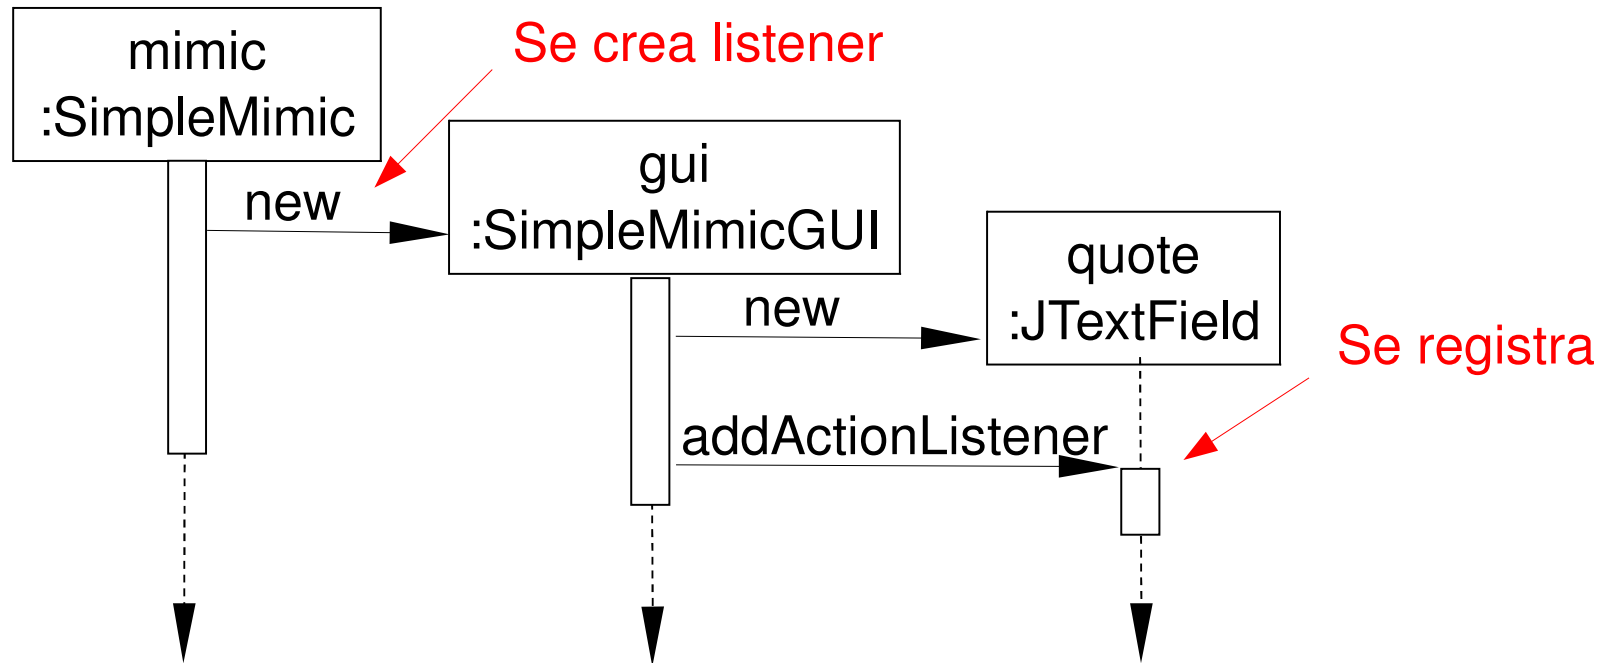 mimic
:SimpleMimic
Se crea listener
new
gui
:SimpleMimicGUI
new
quote
:JTextField
Se registra
addActionListener